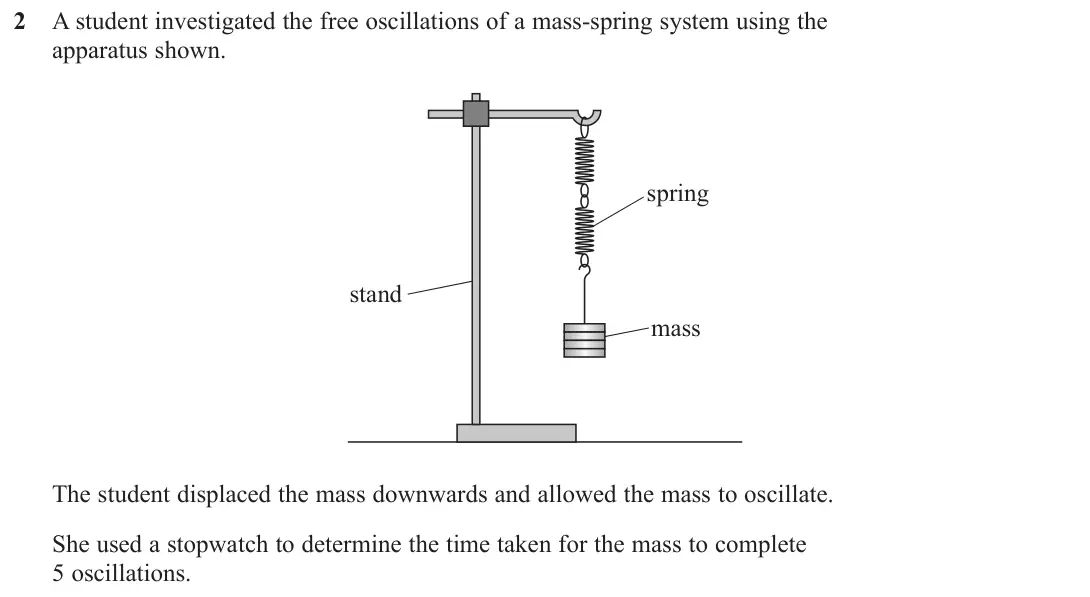 2 A student investigated the free oscillations of a mass-spring system using the
apparatus shown.
spring
stand
mass
The student displaced the mass downwards and allowed the mass to oscillate.
She used a stopwatch to determine the time taken for the mass to complete
5 oscillations.